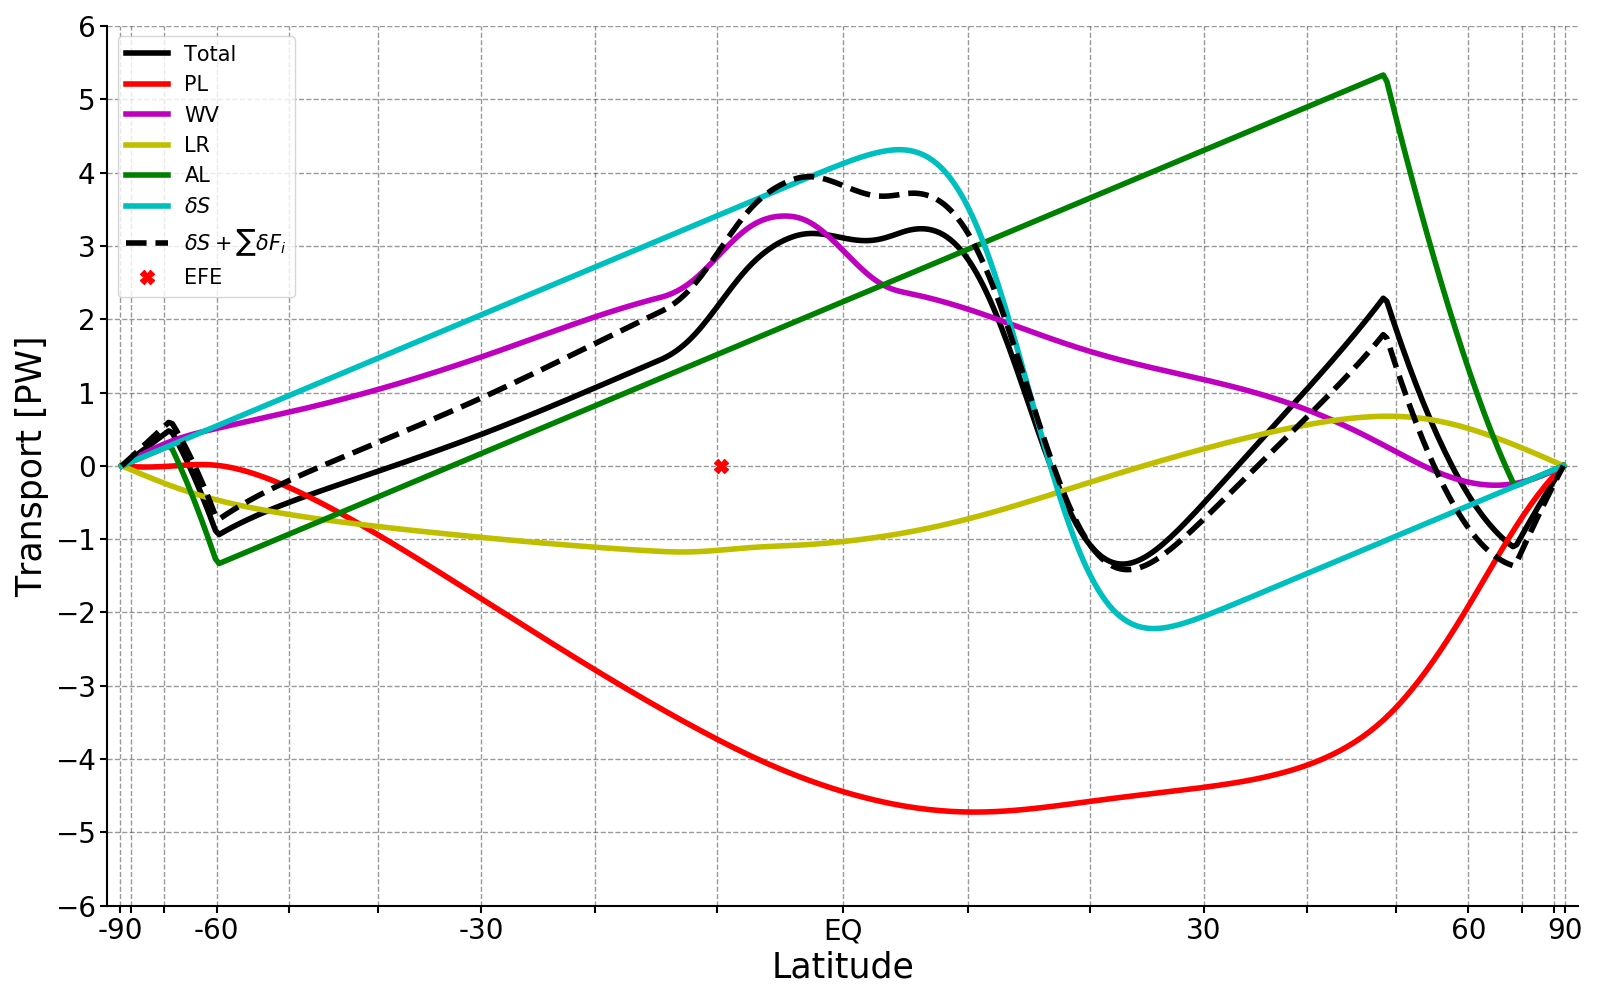 6
5
4
3
2
1
0
−1
−2
−3
−4
−5
−6
Transport [PW]
Total
PL
WV
LR
AL
δS
δS + ∑δFᵢ
EFE
-90 -60 -30 EQ 30 60 90
Latitude